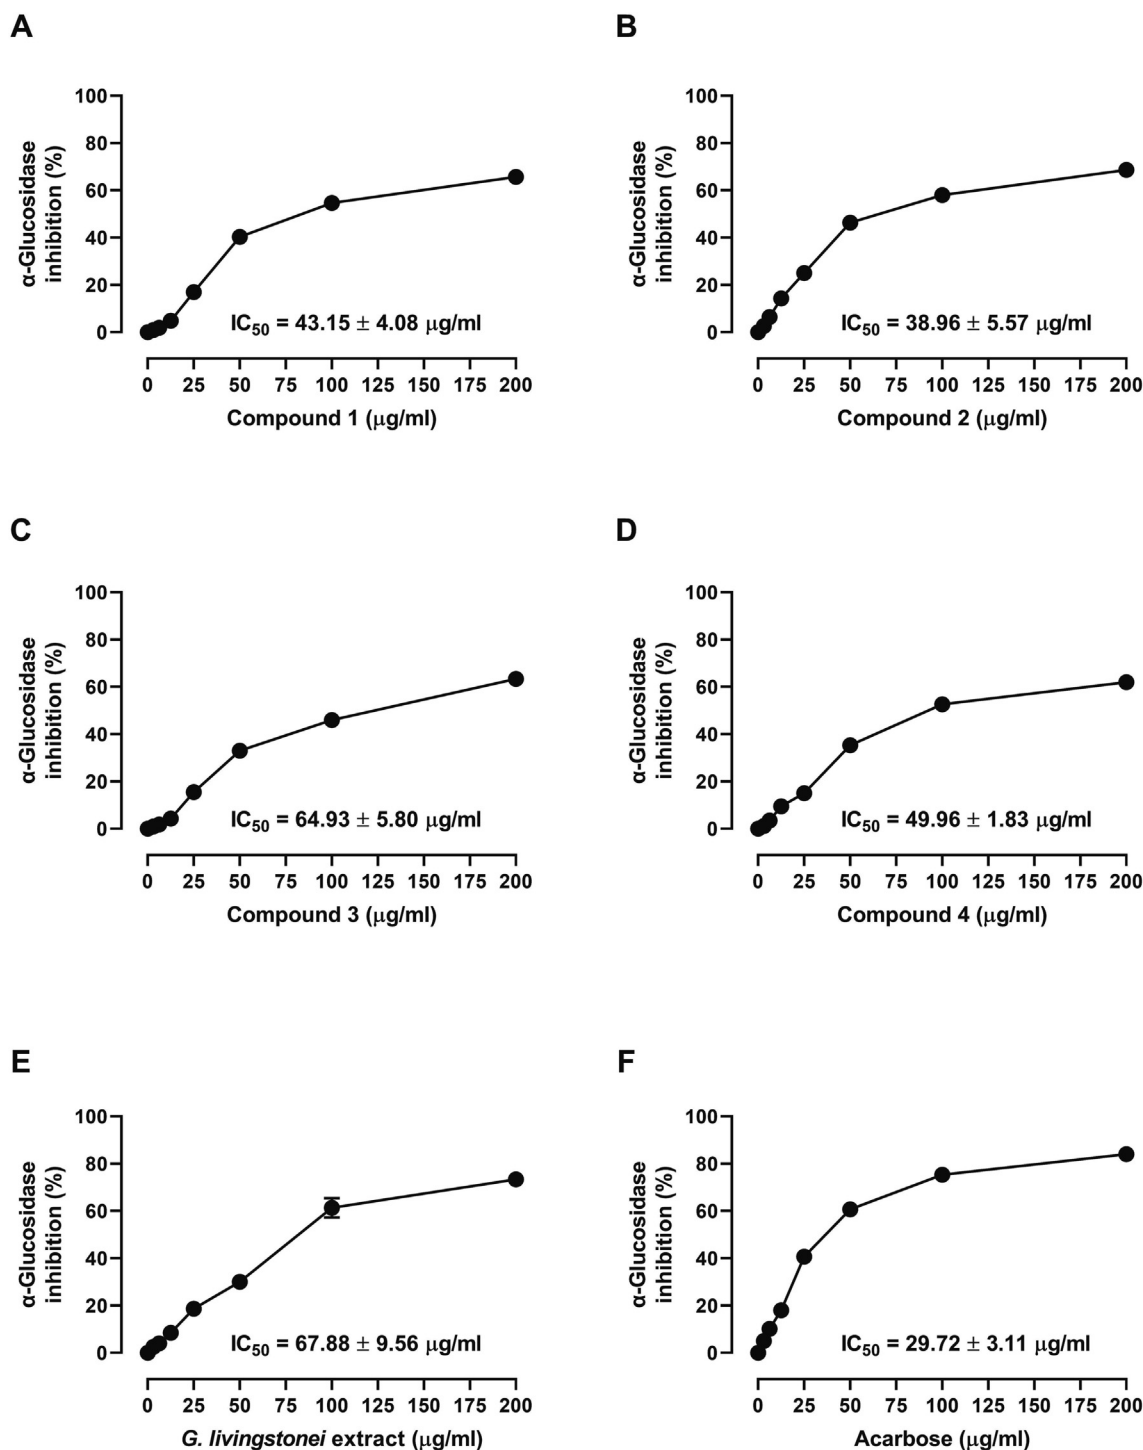 A
α-Glucosidase
inhibition (%)
100
80
60
40
20
0
IC50 = 43.15 ± 4.08 μg/ml
0 25 50 75 100 125 150 175 200
Compound 1 (μg/ml)
B
α-Glucosidase
inhibition (%)
100
80
60
40
20
0
IC50 = 38.96 ± 5.57 μg/ml
0 25 50 75 100 125 150 175 200
Compound 2 (μg/ml)
C
α-Glucosidase
inhibition (%)
100
80
60
40
20
0
IC50 = 64.93 ± 5.80 μg/ml
0 25 50 75 100 125 150 175 200
Compound 3 (μg/ml)
D
α-Glucosidase
inhibition (%)
100
80
60
40
20
0
IC50 = 49.96 ± 1.83 μg/ml
0 25 50 75 100 125 150 175 200
Compound 4 (μg/ml)
E
α-Glucosidase
inhibition (%)
100
80
60
40
20
0
IC50 = 67.88 ± 9.56 μg/ml
0 25 50 75 100 125 150 175 200
G. livingstonei extract (μg/ml)
F
α-Glucosidase
inhibition (%)
100
80
60
40
20
0
IC50 = 29.72 ± 3.11 μg/ml
0 25 50 75 100 125 150 175 200
Acarbose (μg/ml)